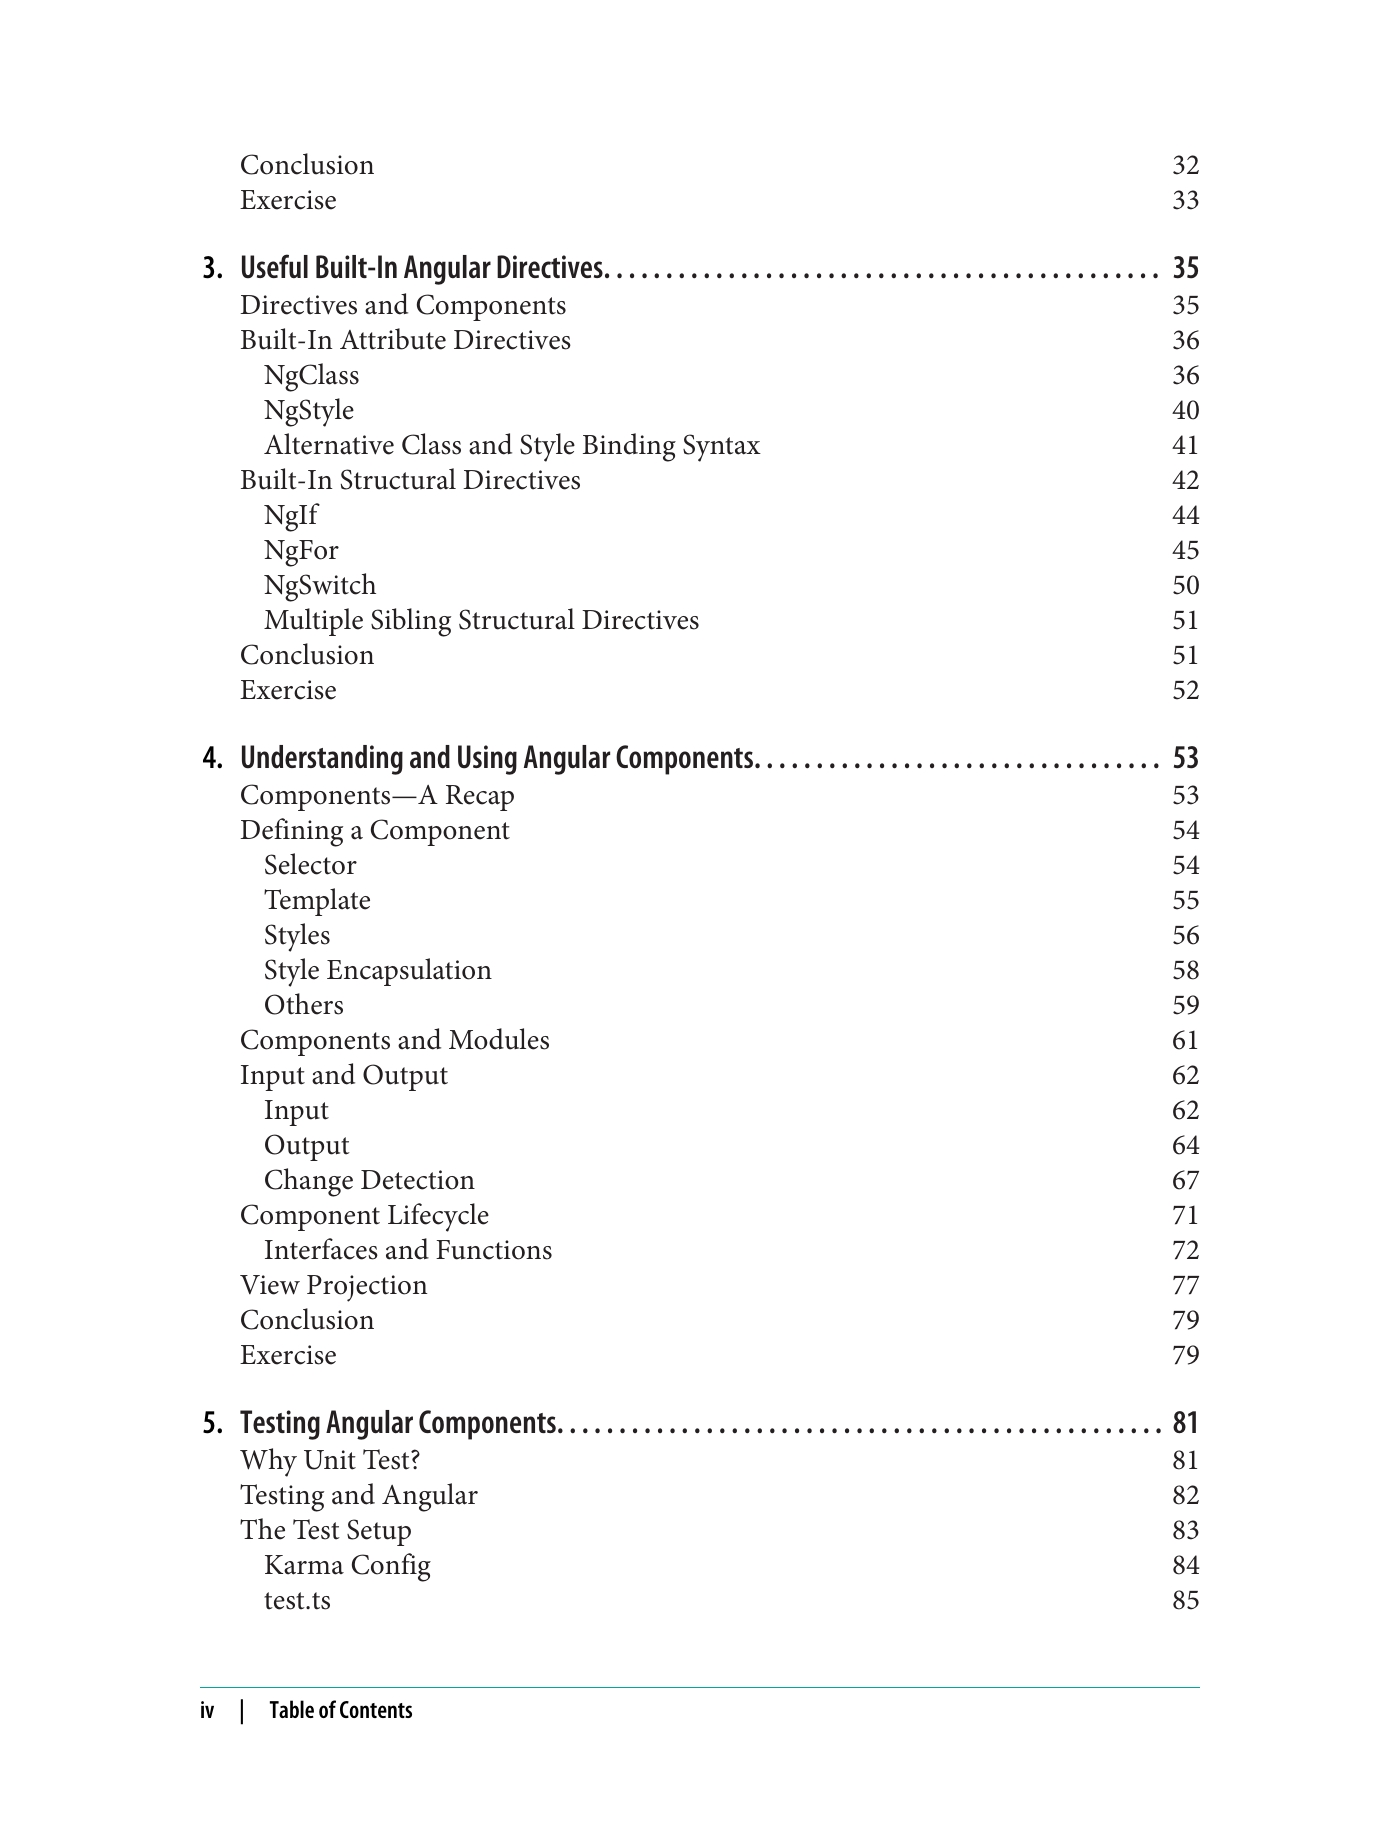 Conclusion 32
Exercise 33
3. Useful Built-In Angular Directives. . . . . . . . . . . . . . . . . . . . . . . . . . . . . . . . . . . . . . . . . . . . . 35
Directives and Components 35
Built-In Attribute Directives 36
NgClass 36
NgStyle 40
Alternative Class and Style Binding Syntax 41
Built-In Structural Directives 42
NgIf 44
NgFor 45
NgSwitch 50
Multiple Sibling Structural Directives 51
Conclusion 51
Exercise 52
4. Understanding and Using Angular Components. . . . . . . . . . . . . . . . . . . . . . . . . . . . . . . . . 53
Components—A Recap 53
Defining a Component 54
Selector 54
Template 55
Styles 56
Style Encapsulation 58
Others 59
Components and Modules 61
Input and Output 62
Input 62
Output 64
Change Detection 67
Component Lifecycle 71
Interfaces and Functions 72
View Projection 77
Conclusion 79
Exercise 79
5. Testing Angular Components. . . . . . . . . . . . . . . . . . . . . . . . . . . . . . . . . . . . . . . . . . . . . . . . . 81
Why Unit Test? 81
Testing and Angular 82
The Test Setup 83
Karma Config 84
test.ts 85
iv | Table of Contents